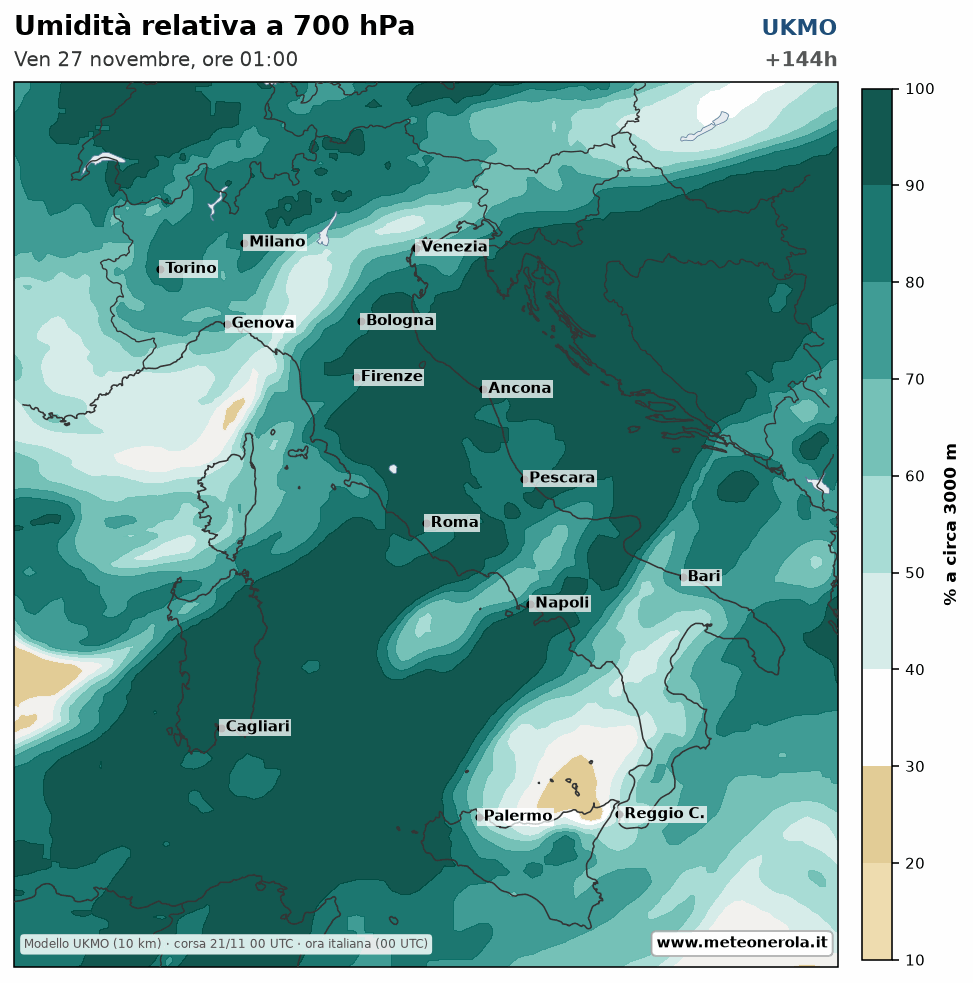 Umidità relativa a 700 hPa
UKMO
Ven 27 novembre, ore 01:00
+144h
100
90
80
70
60
50
40
30
20
10
% a circa 3000 m
Milano
Venezia
Torino
Genova
Bologna
Firenze
Ancona
Pescara
Roma
Bari
Napoli
Cagliari
Palermo
Reggio C.
Modello UKMO (10 km) · corsa 21/11 00 UTC · ora italiana (00 UTC)
www.meteonerola.it